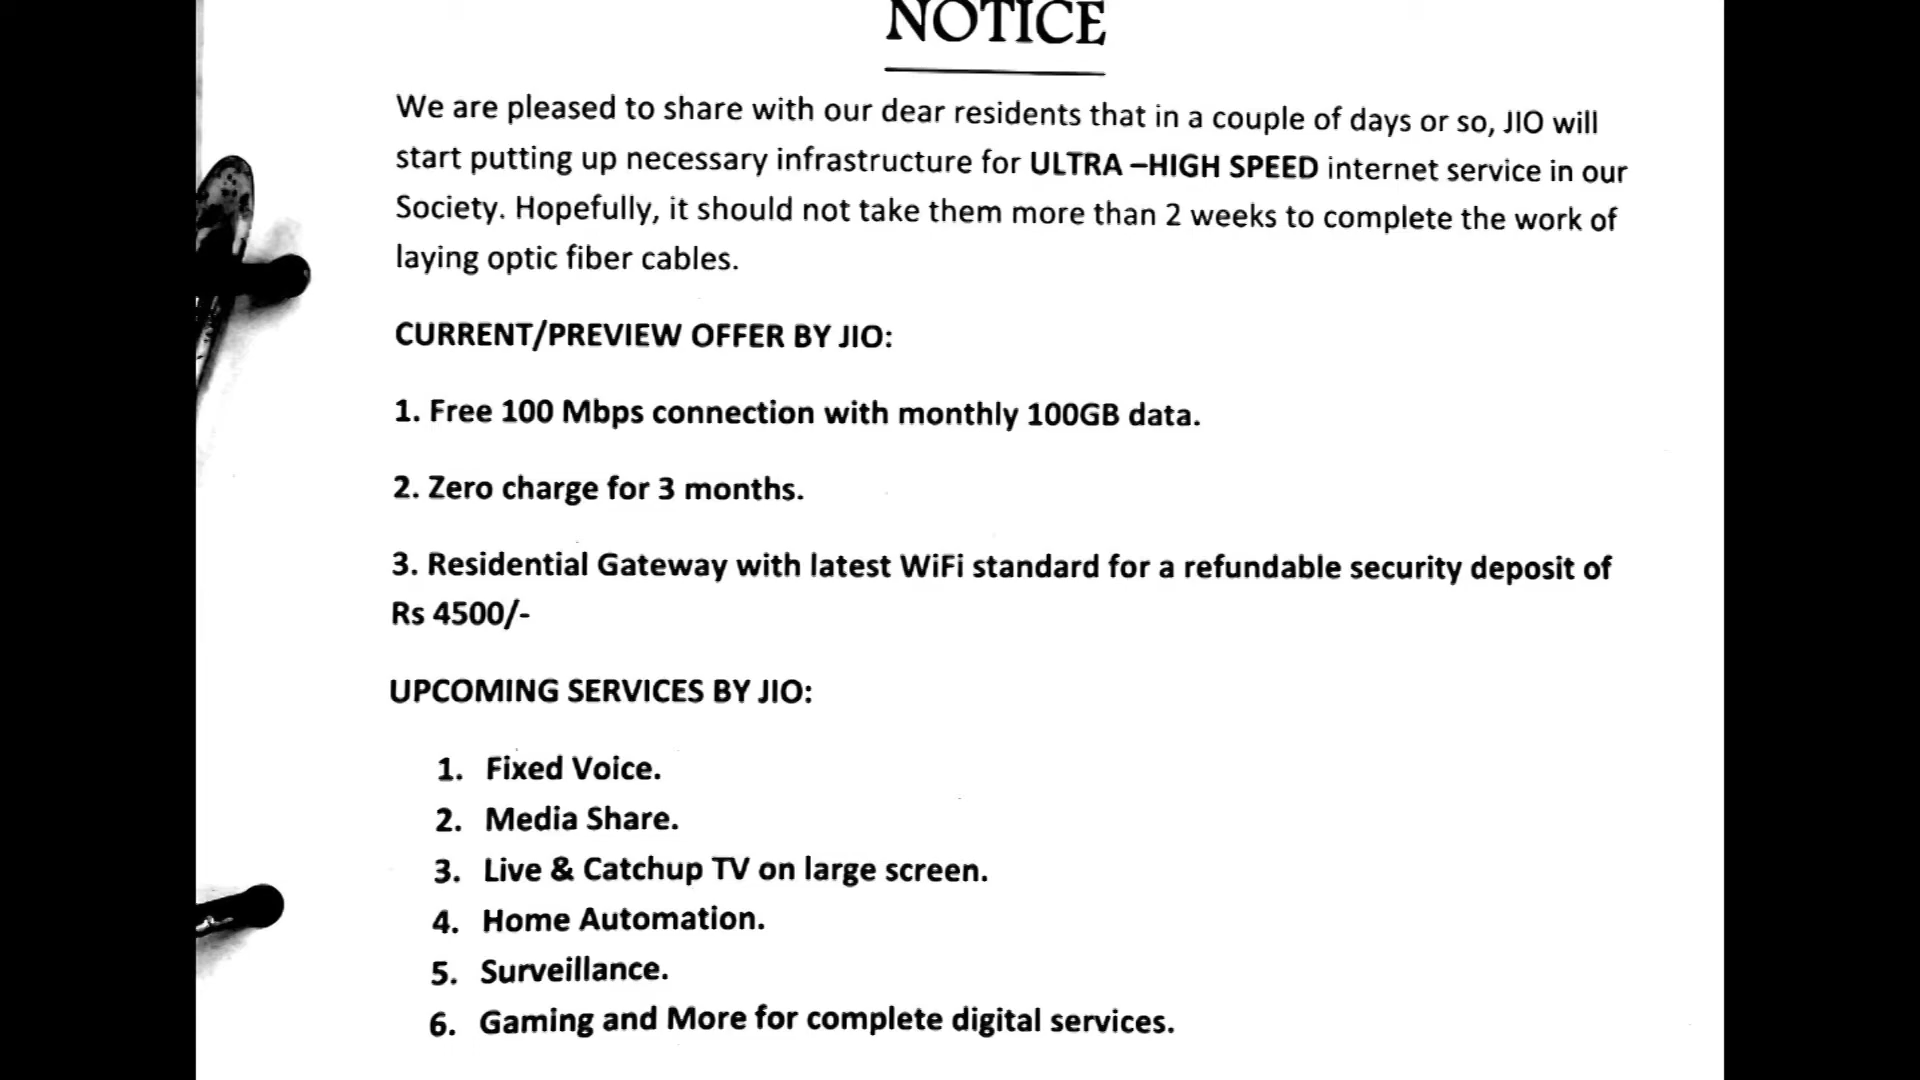 NOTICE
We are pleased to share with our dear residents that in a couple of days or so, JIO will
start putting up necessary infrastructure for ULTRA –HIGH SPEED internet service in our
Society. Hopefully, it should not take them more than 2 weeks to complete the work of
laying optic fiber cables.
CURRENT/PREVIEW OFFER BY JIO:
1. Free 100 Mbps connection with monthly 100GB data.
2. Zero charge for 3 months.
3. Residential Gateway with latest WiFi standard for a refundable security deposit of
Rs 4500/-
UPCOMING SERVICES BY JIO:
1. Fixed Voice.
2. Media Share.
3. Live & Catchup TV on large screen.
4. Home Automation.
5. Surveillance.
6. Gaming and More for complete digital services.